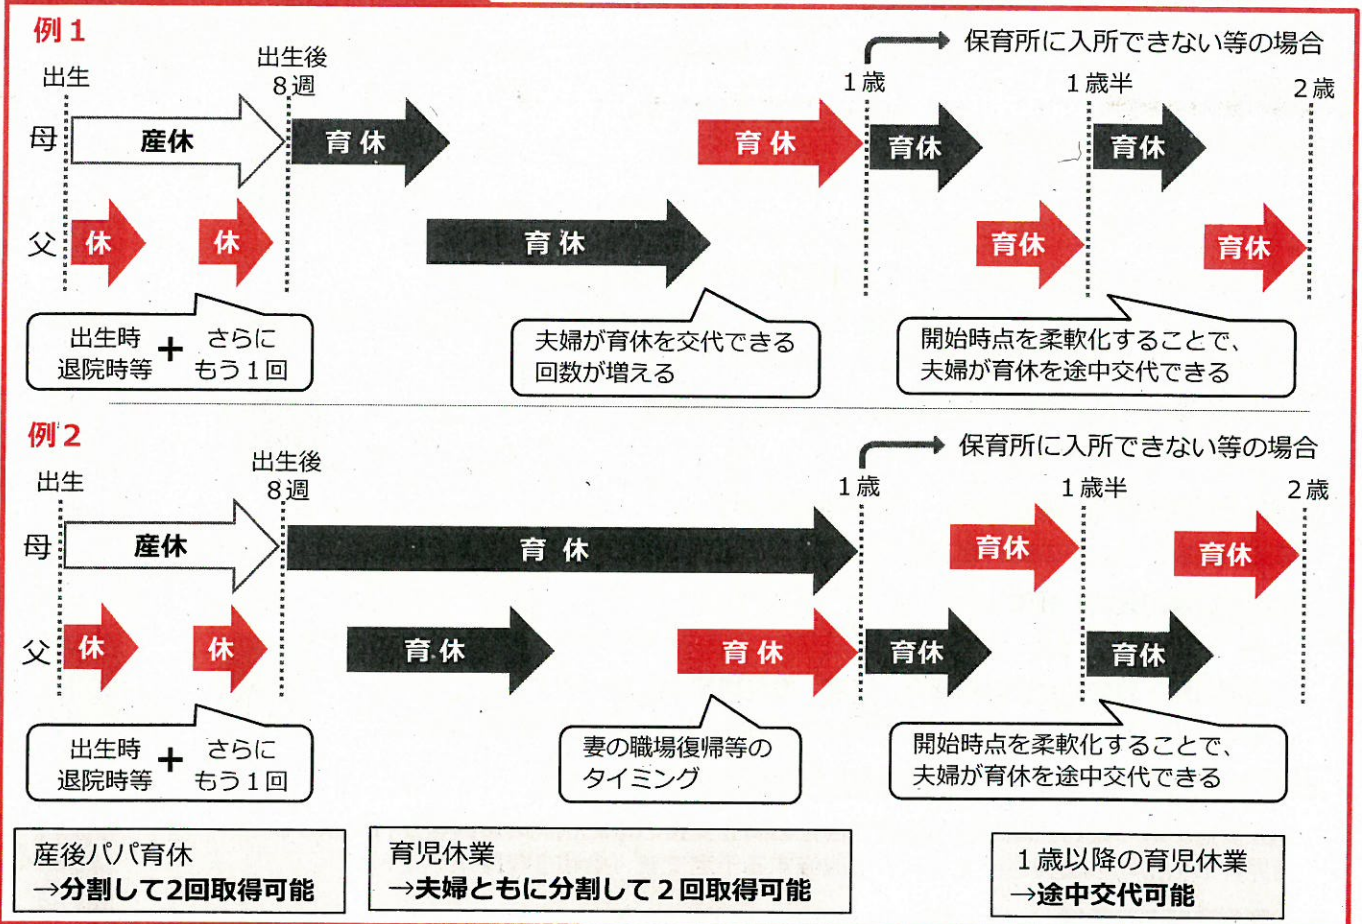 例１
保育所に入所できない等の場合
出生
出生後
８週
１歳
１歳半
２歳
母
産休
育休
育休
育休
育休
父
休
休
育休
育休
育休
出生時
退院時等
＋
さらに
もう１回
夫婦が育休を交代できる
回数が増える
開始時点を柔軟化することで、
夫婦が育休を途中交代できる
例２
保育所に入所できない等の場合
出生
出生後
８週
１歳
１歳半
２歳
母
産休
育休
育休
育休
父
休
休
育休
育休
育休
育休
出生時
退院時等
＋
さらに
もう１回
妻の職場復帰等の
タイミング
開始時点を柔軟化することで、
夫婦が育休を途中交代できる
産後パパ育休
→分割して2回取得可能
育児休業
→夫婦ともに分割して２回取得可能
１歳以降の育児休業
→途中交代可能